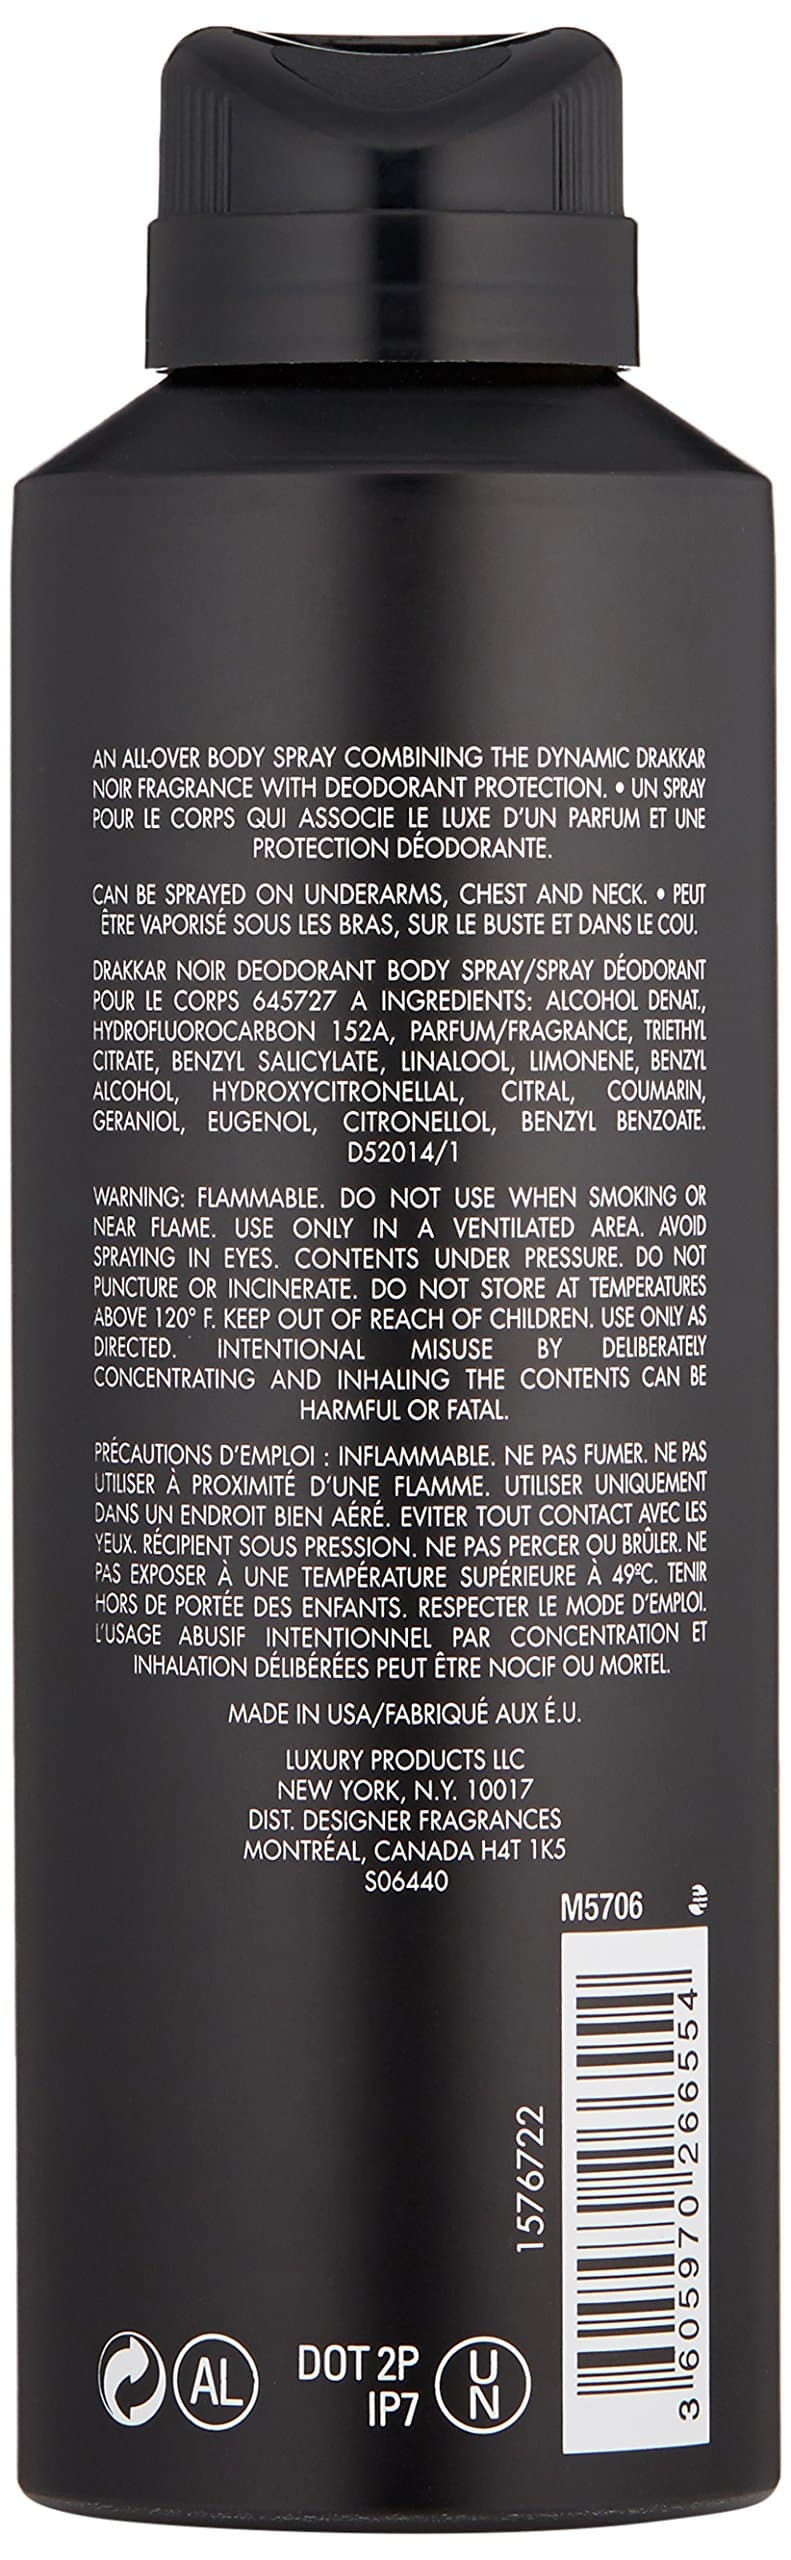 AN ALL-OVER BODY SPRAY COMBINING THE DYNAMIC DRAKKAR
NOIR FRAGRANCE WITH DEODORANT PROTECTION. • UN SPRAY
POUR LE CORPS QUI ASSOCIE LE LUXE D'UN PARFUM ET UNE
PROTECTION DÉODORANTE.
CAN BE SPRAYED ON UNDERARMS, CHEST AND NECK. • PEUT
ÊTRE VAPORISÉ SOUS LES BRAS, SUR LE BUSTE ET DANS LE COU.
DRAKKAR NOIR DEODORANT BODY SPRAY/SPRAY DÉODORANT
POUR LE CORPS 645727 A INGREDIENTS: ALCOHOL DENAT.,
HYDROFLUOROCARBON 152A, PARFUM/FRAGRANCE, TRIETHYL
CITRATE, BENZYL SALICYLATE, LINALOOL, LIMONENE, BENZYL
ALCOHOL, HYDROXYCITRONELLAL, CITRAL, COUMARIN,
GERANIOL, EUGENOL, CITRONELLOL, BENZYL BENZOATE.
D52014/1
WARNING: FLAMMABLE. DO NOT USE WHEN SMOKING OR
NEAR FLAME. USE ONLY IN A VENTILATED AREA. AVOID
SPRAYING IN EYES. CONTENTS UNDER PRESSURE. DO NOT
PUNCTURE OR INCINERATE. DO NOT STORE AT TEMPERATURES
ABOVE 120° F. KEEP OUT OF REACH OF CHILDREN. USE ONLY AS
DIRECTED. INTENTIONAL MISUSE BY DELIBERATELY
CONCENTRATING AND INHALING THE CONTENTS CAN BE
HARMFUL OR FATAL.
PRÉCAUTIONS D'EMPLOI : INFLAMMABLE. NE PAS FUMER. NE PAS
UTILISER À PROXIMITÉ D'UNE FLAMME. UTILISER UNIQUEMENT
DANS UN ENDROIT BIEN AÉRÉ. EVITER TOUT CONTACT AVEC LES
YEUX. RÉCIPIENT SOUS PRESSION. NE PAS PERCER OU BRÛLER. NE
PAS EXPOSER À UNE TEMPÉRATURE SUPÉRIEURE À 49ºC. TENIR
HORS DE PORTÉE DES ENFANTS. RESPECTER LE MODE D'EMPLOI.
L'USAGE ABUSIF INTENTIONNEL PAR CONCENTRATION ET
INHALATION DÉLIBÉRÉES PEUT ÊTRE NOCIF OU MORTEL.
MADE IN USA/FABRIQUÉ AUX É.U.
LUXURY PRODUCTS LLC
NEW YORK, N.Y. 10017
DIST. DESIGNER FRAGRANCES
MONTRÉAL, CANADA H4T 1K5
S06440
M5706
1576722
3 605970 266554
AL
DOT 2P
IP7
U
N